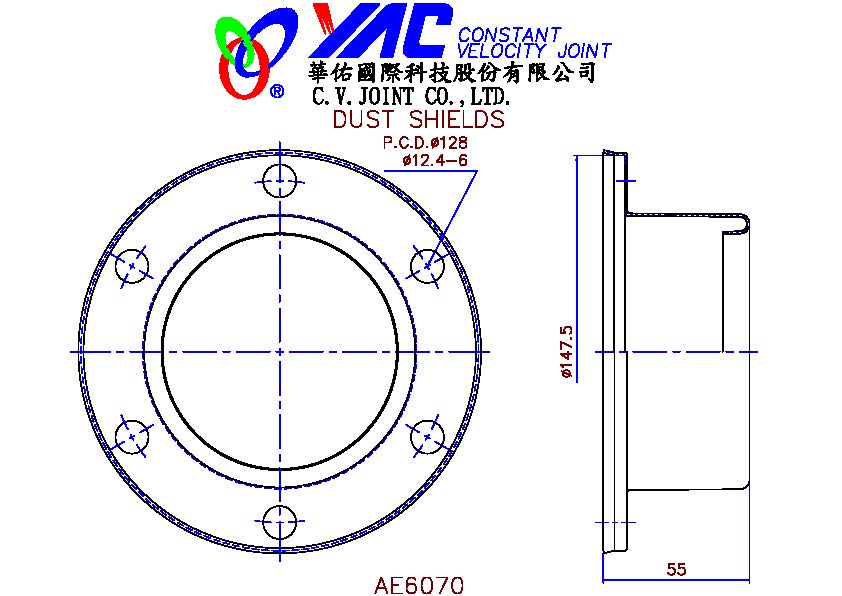 YAC CONSTANT
VELOCITY JOINT
華佑國際科技股份有限公司
® C.V.JOINT CO.,LTD.
DUST SHIELDS
P.C.D.ø128
ø12.4-6
ø147.5
55
AE6070